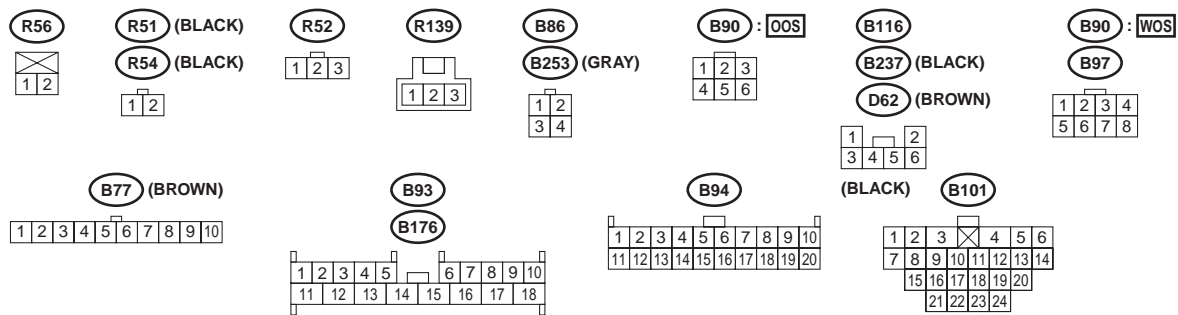 R56
1 2
R51 (BLACK)
R54 (BLACK)
1 2
R52
1 2 3
R139
1 2 3
B86
B253 (GRAY)
1 2
3 4
B90 : OOS
1 2 3
4 5 6
B116
B237 (BLACK)
D62 (BROWN)
1 2
3 4 5 6
(BLACK)
B90 : WOS
B97
1 2 3 4
5 6 7 8
B77 (BROWN)
1 2 3 4 5 6 7 8 9 10
B93
B176
1 2 3 4 5 6 7 8 9 10
11 12 13 14 15 16 17 18
B94
1 2 3 4 5 6 7 8 9 10
11 12 13 14 15 16 17 18 19 20
B101
1 2 3 4 5 6
7 8 9 10 11 12 13 14
15 16 17 18 19 20
21 22 23 24